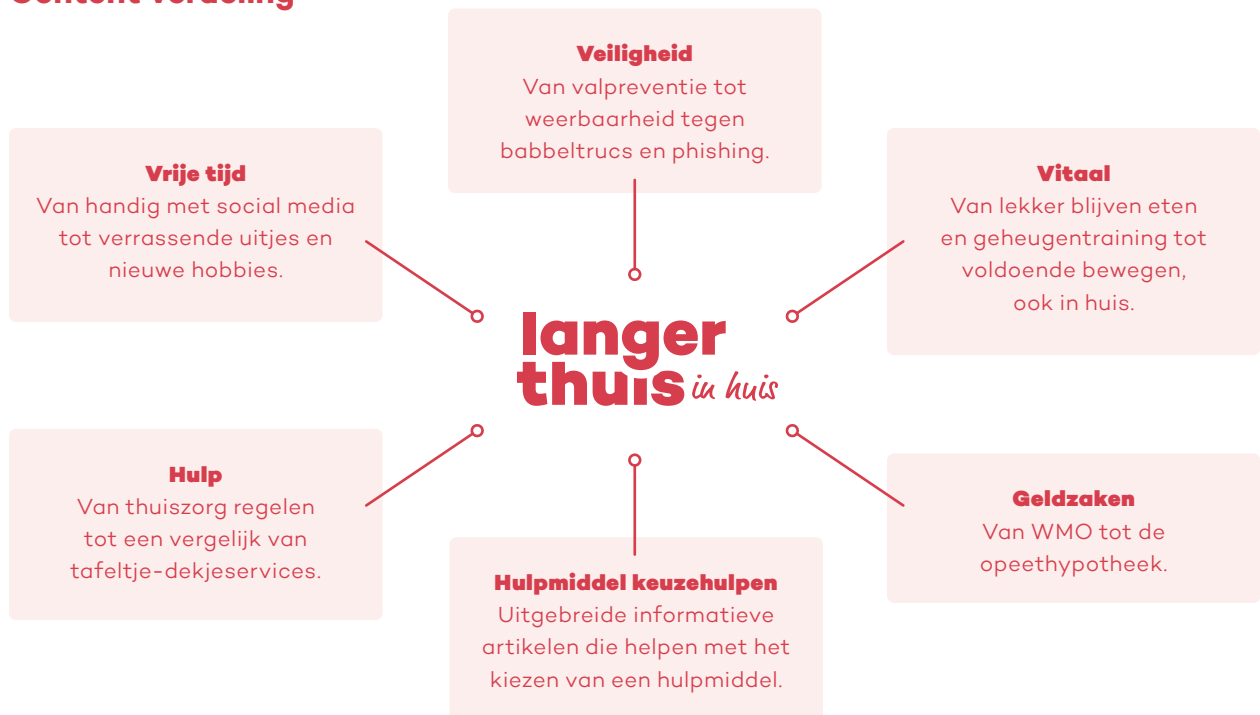 Content verdeling
Veiligheid
Van valpreventie tot
weerbaarheid tegen
babbeltrucs en phishing.
Vrije tijd
Van handig met social media
tot verrassende uitjes en
nieuwe hobbies.
Vitaal
Van lekker blijven eten
en geheugentraining tot
voldoende bewegen,
ook in huis.
langer
thuis in huis
Hulp
Van thuiszorg regelen
tot een vergelijk van
tafeltje-dekjeservices.
Geldzaken
Van WMO tot de
opeethypotheek.
Hulpmiddel keuzehulpen
Uitgebreide informatieve
artikelen die helpen met het
kiezen van een hulpmiddel.